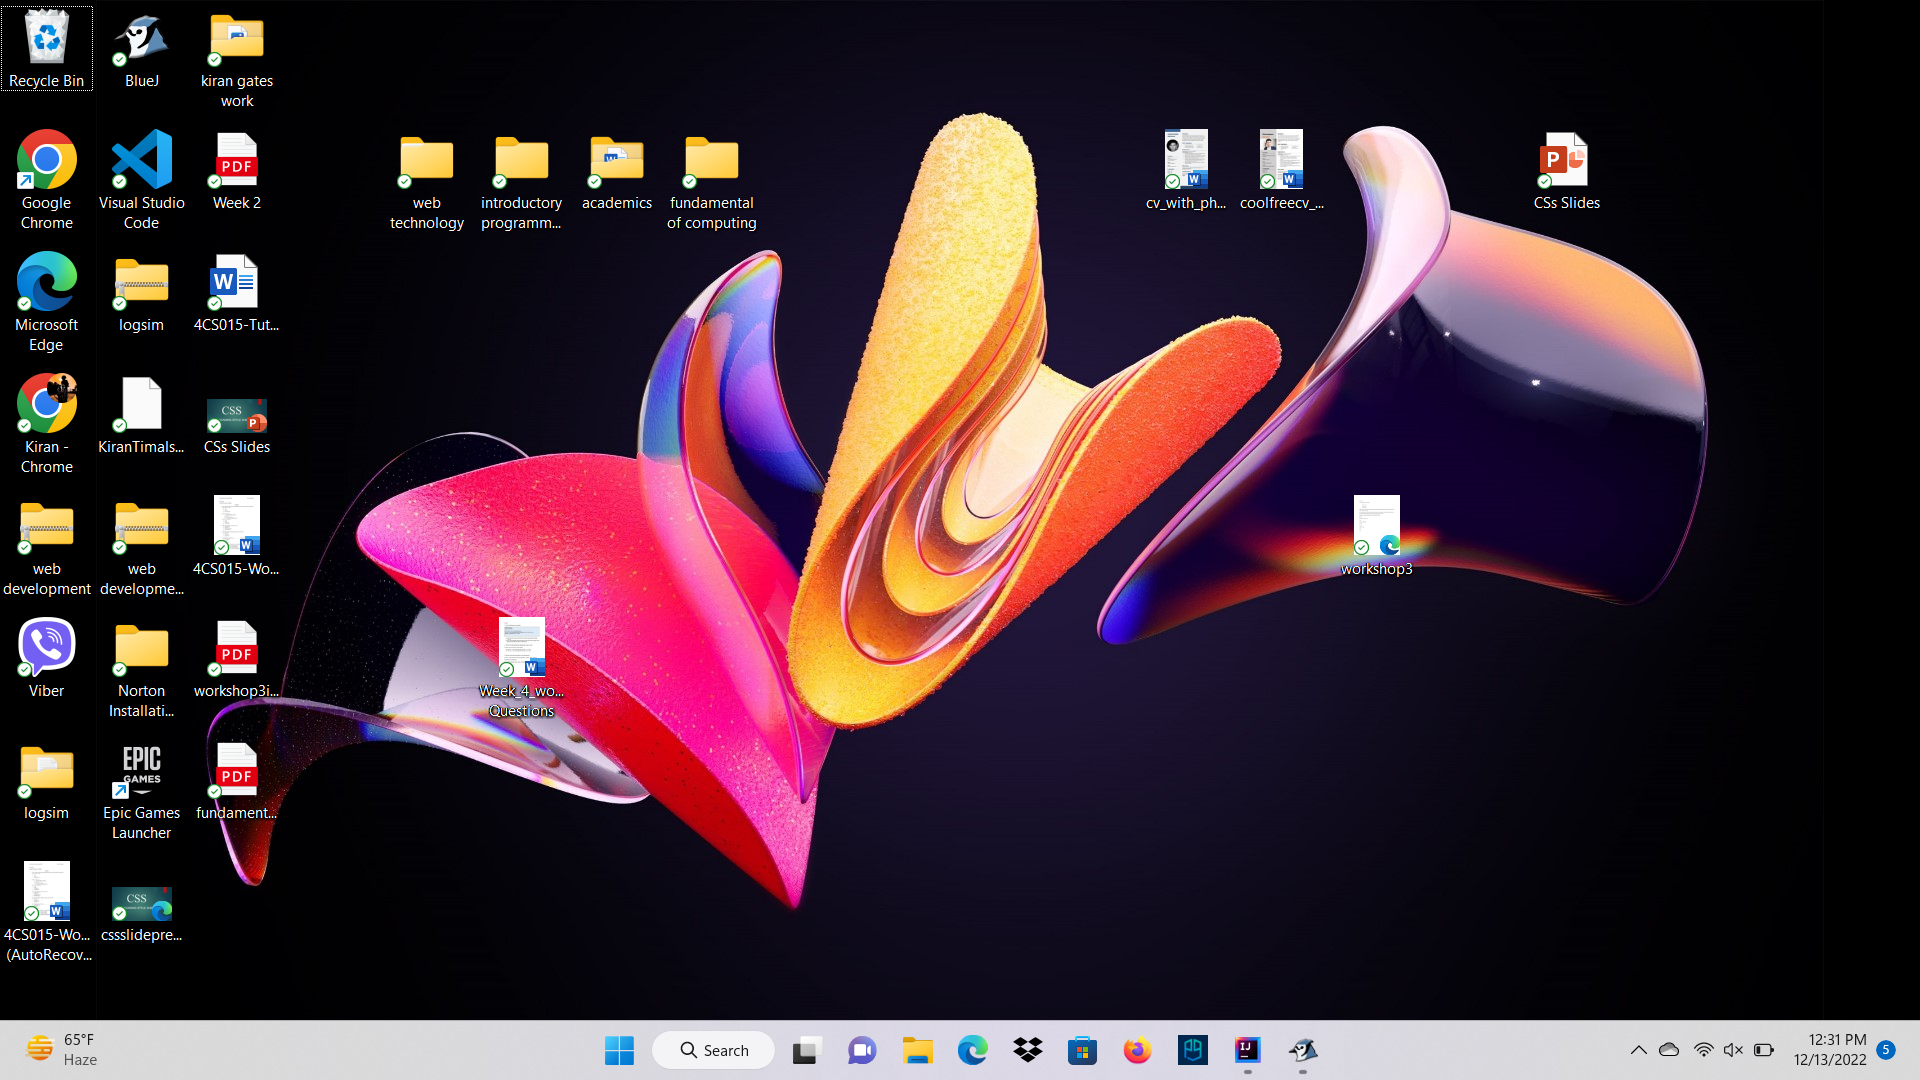 Recycle Bin
BlueJ
kiran gates
work
Google
Chrome
Visual Studio
Code
PDF
Week 2
web
technology
introductory
programm...
academics
fundamental
of computing
cv_with_ph...
coolfreecv_...
CSs Slides
Microsoft
Edge
logsim
4CS015-Tut...
Kiran -
Chrome
KiranTimals...
CSS
CSs Slides
web
development
web
developme...
4CS015-Wo...
workshop3
Viber
Norton
Installati...
PDF
workshop3i...
Week_4_wo...
Questions
logsim
EPIC
GAMES
Epic Games
Launcher
PDF
fundament...
4CS015-Wo...
(AutoRecov...
CSS
cssslidepre...
65°F
Haze
Search
IJ
12:31 PM
12/13/2022
5